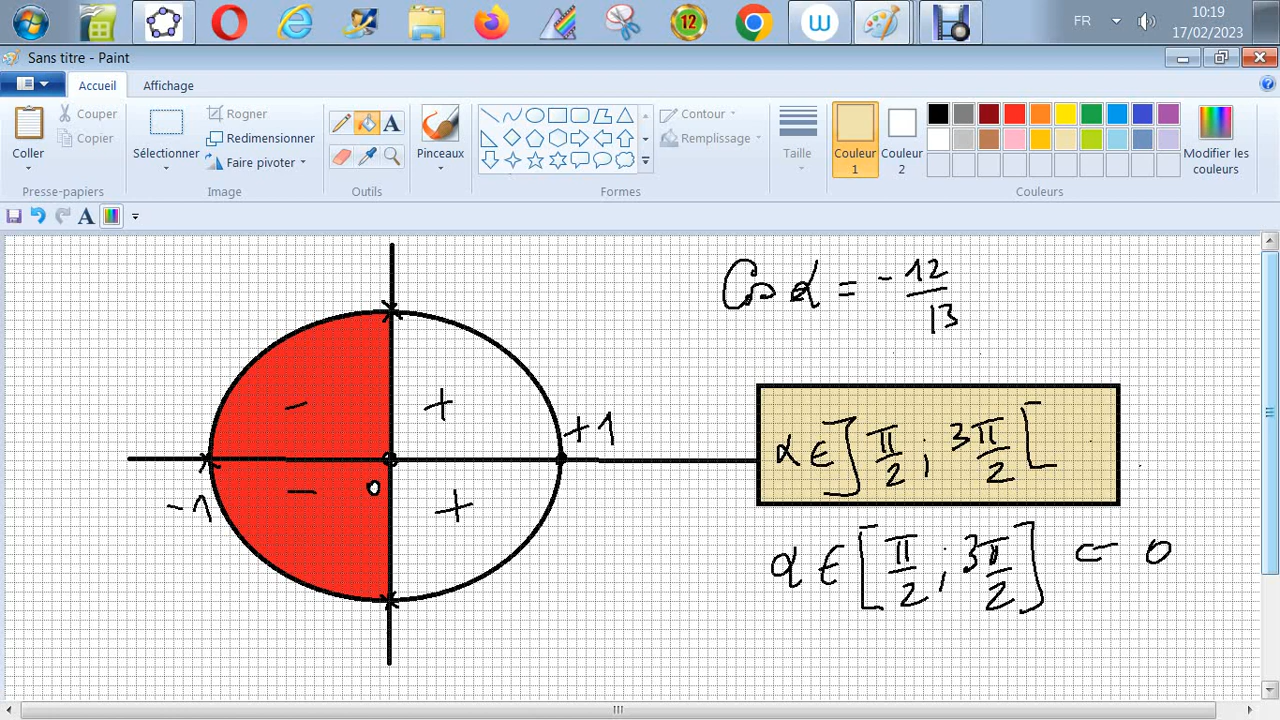 12
W
FR
10:19
17/02/2023
Sans titre - Paint
Accueil Affichage
Coller
Couper
Copier
Presse-papiers
Sélectionner
Rogner
Redimensionner
Faire pivoter
Image
A
Outils
Pinceaux
Contour
Remplissage
Formes
Taille
Couleur 1
Couleur 2
Modifier les couleurs
Couleurs
A
Cos α = -12/13
- +
+1
α ∈ ]π/2 ; 3π/2[
-1
- 0 +
α ∈ [π/2 ; 3π/2] ⊂ 0